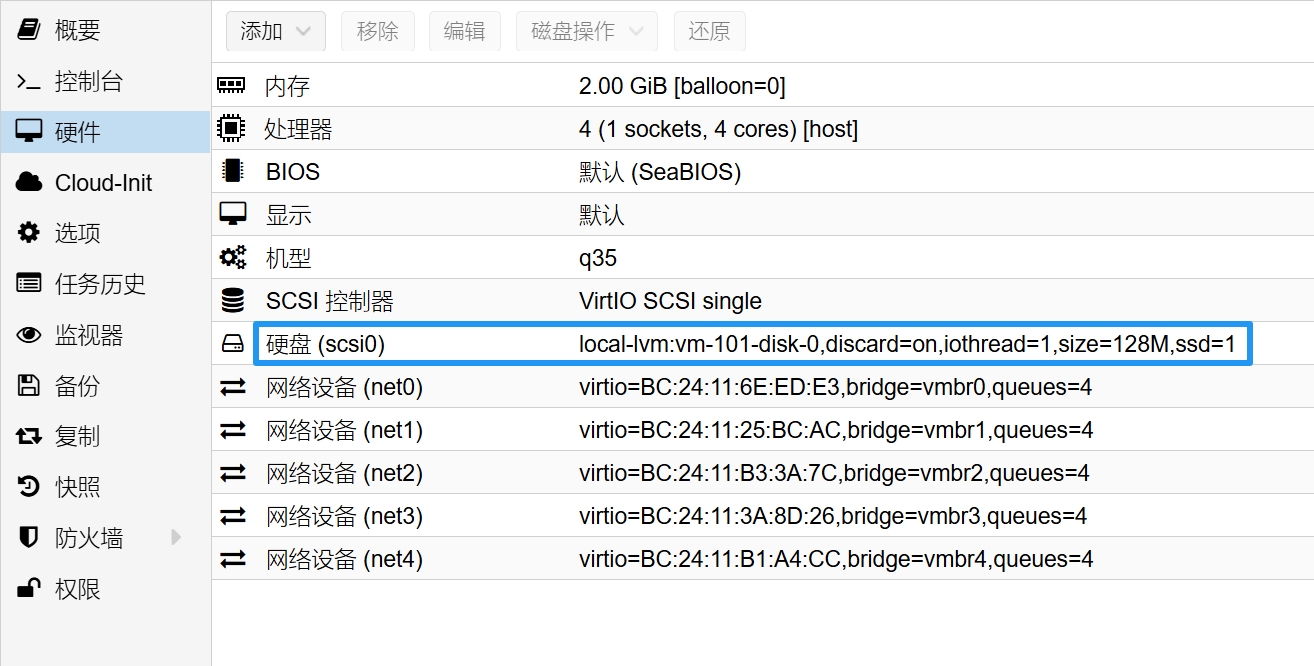 概要
控制台
硬件
Cloud-Init
选项
任务历史
监视器
备份
复制
快照
防火墙
权限
添加 移除 编辑 磁盘操作 还原
内存 2.00 GiB [balloon=0]
处理器 4 (1 sockets, 4 cores) [host]
BIOS 默认 (SeaBIOS)
显示 默认
机型 q35
SCSI 控制器 VirtIO SCSI single
硬盘 (scsi0) local-lvm:vm-101-disk-0,discard=on,iothread=1,size=128M,ssd=1
网络设备 (net0) virtio=BC:24:11:6E:ED:E3,bridge=vmbr0,queues=4
网络设备 (net1) virtio=BC:24:11:25:BC:AC,bridge=vmbr1,queues=4
网络设备 (net2) virtio=BC:24:11:B3:3A:7C,bridge=vmbr2,queues=4
网络设备 (net3) virtio=BC:24:11:3A:8D:26,bridge=vmbr3,queues=4
网络设备 (net4) virtio=BC:24:11:B1:A4:CC,bridge=vmbr4,queues=4